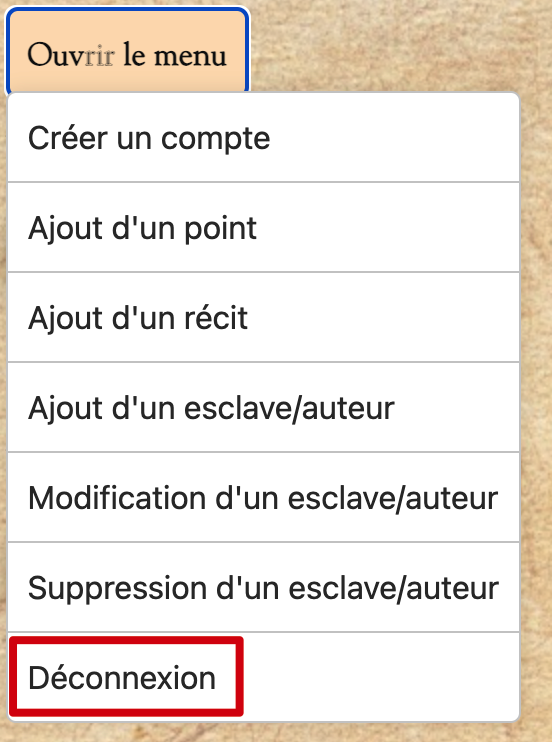 Ouvrir le menu
Créer un compte
Ajout d'un point
Ajout d'un récit
Ajout d'un esclave/auteur
Modification d'un esclave/auteur
Suppression d'un esclave/auteur
Déconnexion